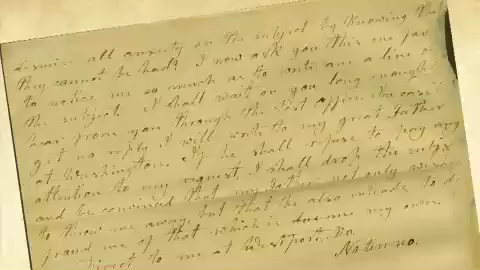 dismiss all anxiety on the subject by Knowing that
they cannot be had? I now ask you this one fav
to notice me so much as to write me a line on
the subject I shall wait on you long enough to
hear from you through the Post office, In case I
get no reply I will write to my great Father
at Washington. If he shall refuse to pay any
attention to my request I shall drop the subje
and be convinced that my Father not only wishes
to throw me away but that he also intends to de
fraud me of that which is my own.
Direct to me at Westport, Mo.